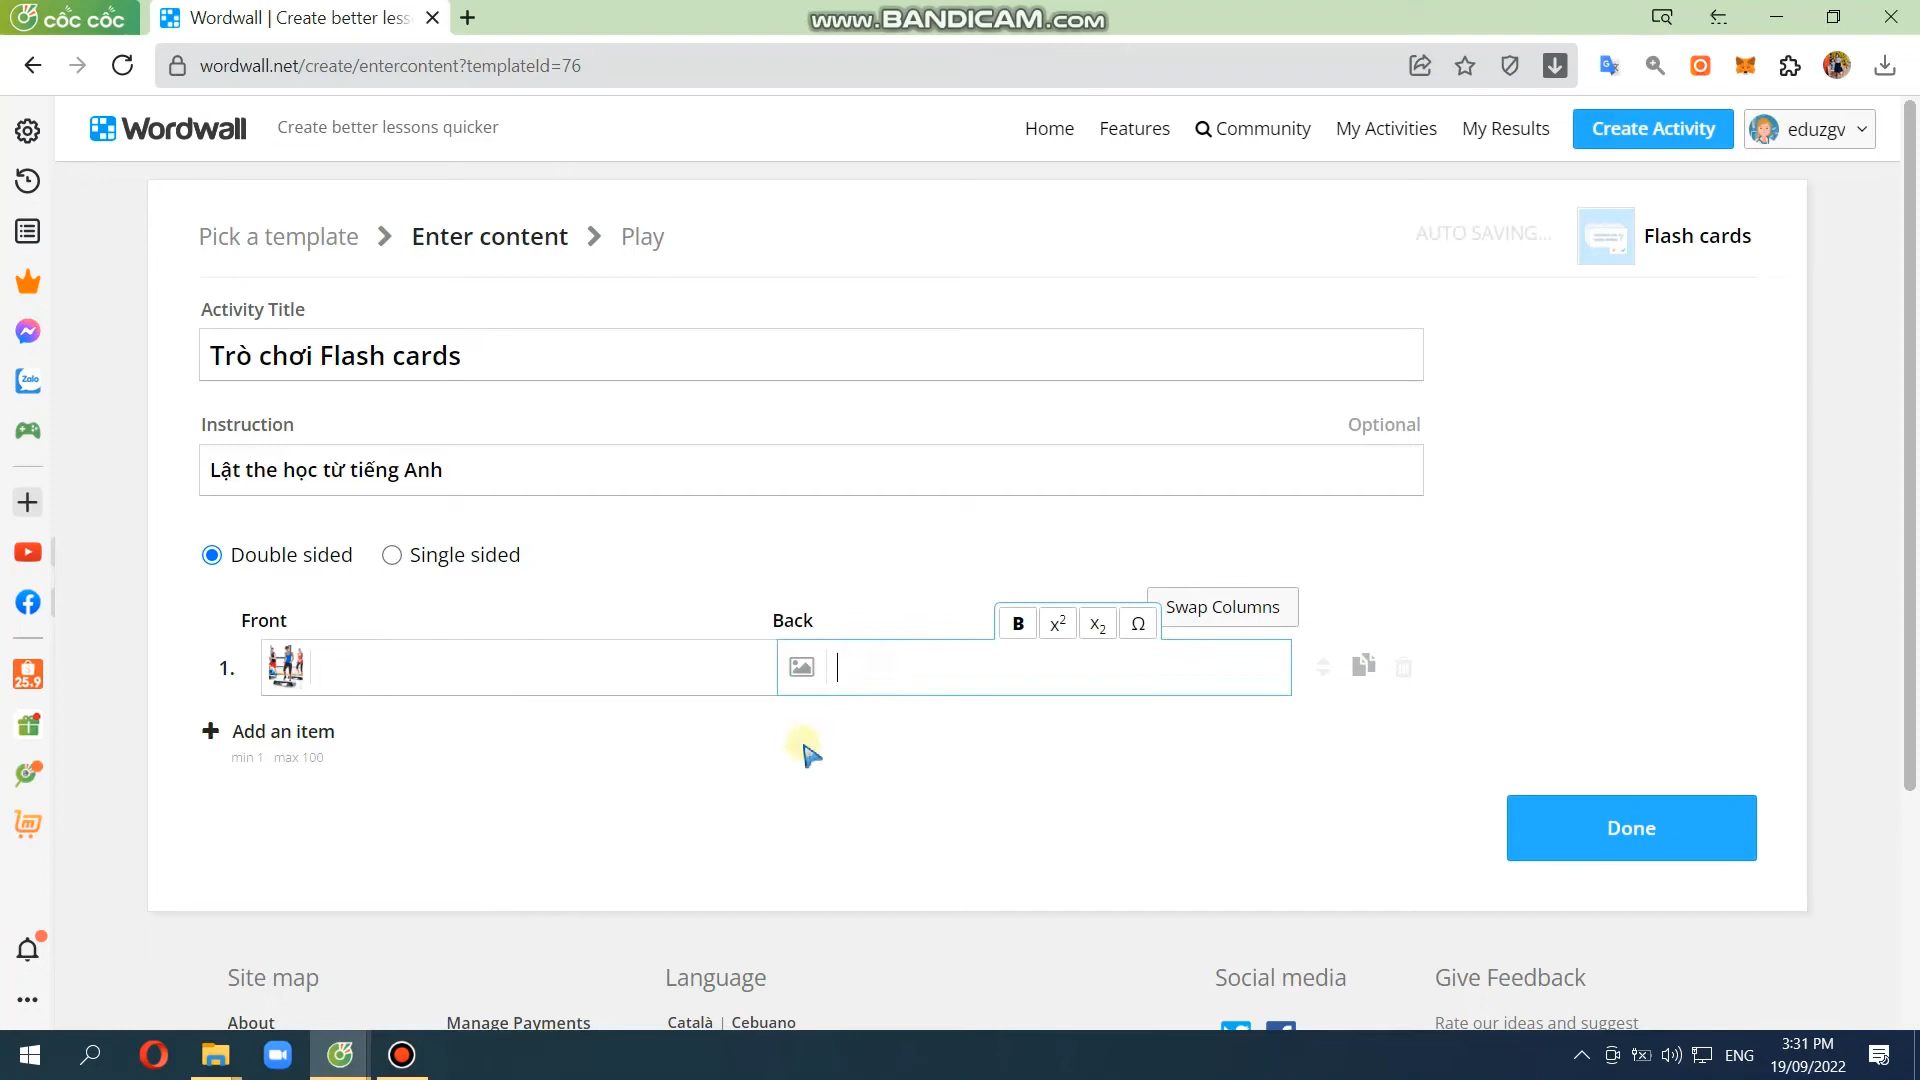 cốc cốc
Wordwall | Create better less
www.BANDICAM.com
wordwall.net/create/entercontent?templateId=76
Wordwall
Create better lessons quicker
Home
Features
Community
My Activities
My Results
Create Activity
eduzgv
Pick a template
Enter content
Play
AUTO SAVING...
Flash cards
Activity Title
Trò chơi Flash cards
Instruction
Optional
Lật the học từ tiếng Anh
Double sided
Single sided
Front
Back
B
x²
x₂
Ω
Swap Columns
1.
Add an item
min 1 max 100
Done
Zalo
25.9
Site map
Language
Social media
Give Feedback
About
Manage Payments
Català | Cebuano
Rate our ideas and suggest
ENG
3:31 PM
19/09/2022